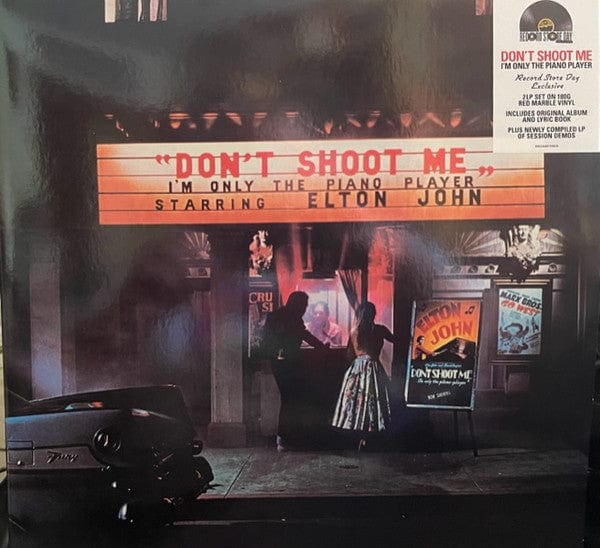 RECORD STORE DAY
DON'T SHOOT ME
I'M ONLY THE PIANO PLAYER
Record Store Day
Exclusive
2LP SET ON 180G
RED MARBLE VINYL
INCLUDES ORIGINAL ALBUM
AND LYRIC BOOK
PLUS NEWLY COMPILED LP
OF SESSION DEMOS
"DON'T SHOOT ME"
I'M ONLY THE PIANO PLAYER
STARRING ELTON JOHN
MARX BROS.
GO WEST
ELTON
JOHN
DON'T SHOOT ME
I'm only the piano player
NOW SHOWING